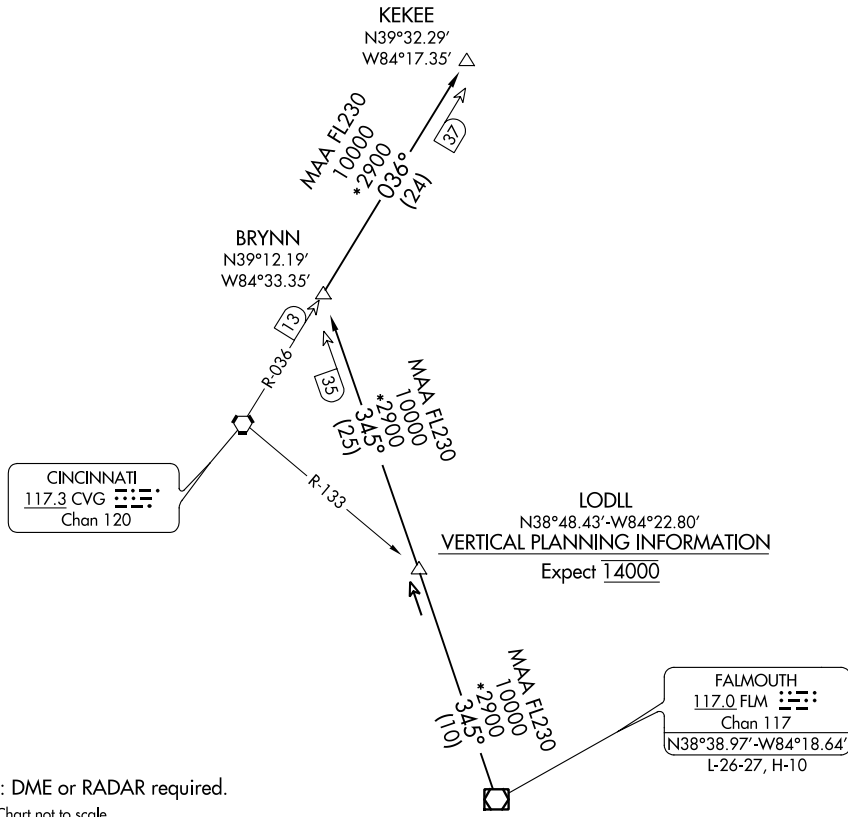 KEKEE
N39°32.29'
W84°17.35'
37
MAA FL230
10000
*2900
036°
(24)
BRYNN
N39°12.19'
W84°33.35'
13
R-036
35
MAA FL230
10000
*2900
345°
(25)
CINCINNATI
117.3 CVG
Chan 120
R-133
LODLL
N38°48.43'-W84°22.80'
VERTICAL PLANNING INFORMATION
Expect 14000
MAA FL230
10000
*2900
345°
(10)
FALMOUTH
117.0 FLM
Chan 117
N38°38.97'-W84°18.64'
L-26-27, H-10
: DME or RADAR required.
Chart not to scale